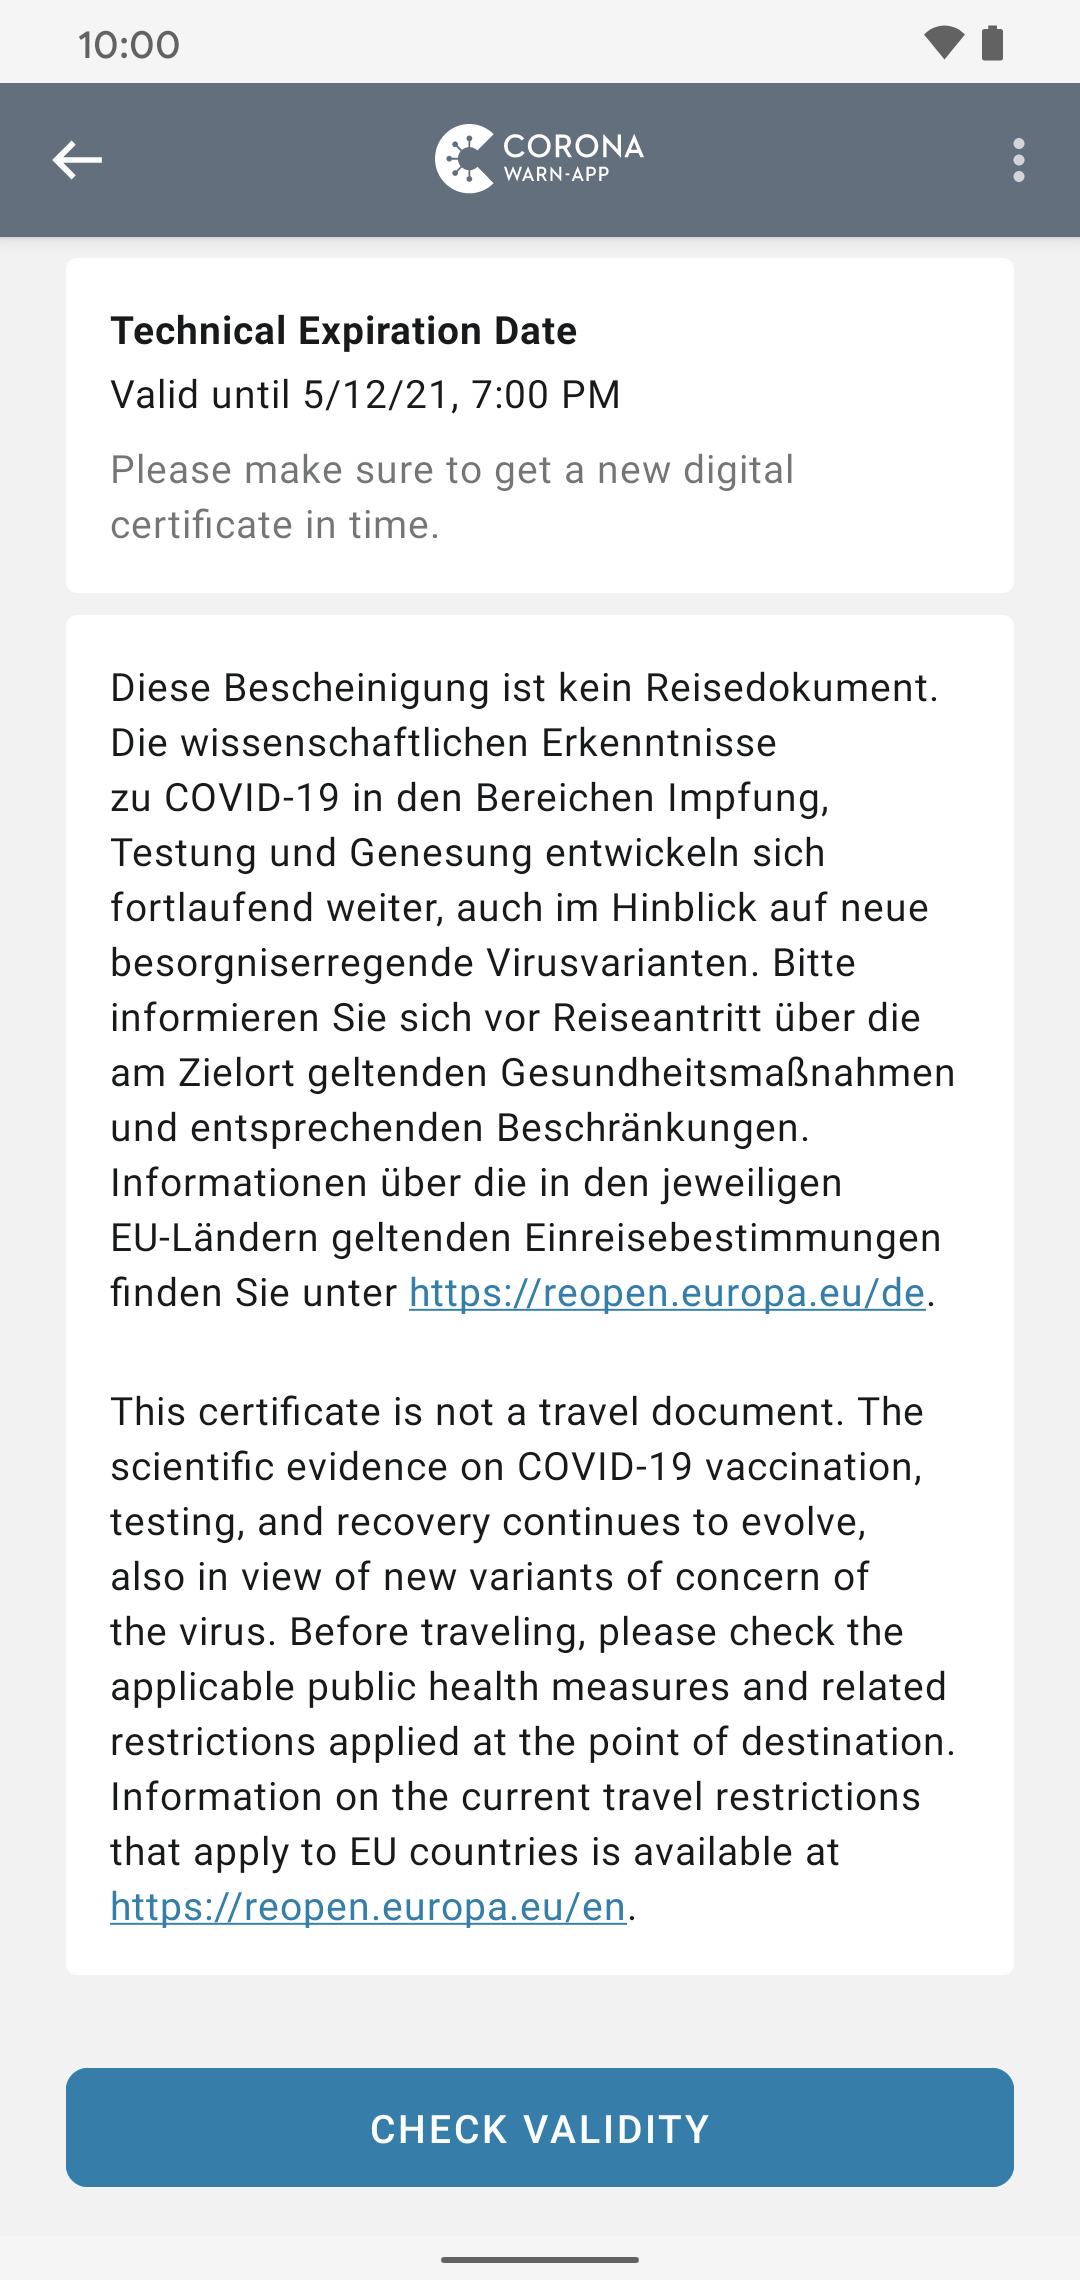 10:00
CORONA
WARN-APP
Technical Expiration Date
Valid until 5/12/21, 7:00 PM
Please make sure to get a new digital
certificate in time.
Diese Bescheinigung ist kein Reisedokument.
Die wissenschaftlichen Erkenntnisse
zu COVID-19 in den Bereichen Impfung,
Testung und Genesung entwickeln sich
fortlaufend weiter, auch im Hinblick auf neue
besorgniserregende Virusvarianten. Bitte
informieren Sie sich vor Reiseantritt über die
am Zielort geltenden Gesundheitsmaßnahmen
und entsprechenden Beschränkungen.
Informationen über die in den jeweiligen
EU-Ländern geltenden Einreisebestimmungen
finden Sie unter https://reopen.europa.eu/de.
This certificate is not a travel document. The
scientific evidence on COVID-19 vaccination,
testing, and recovery continues to evolve,
also in view of new variants of concern of
the virus. Before traveling, please check the
applicable public health measures and related
restrictions applied at the point of destination.
Information on the current travel restrictions
that apply to EU countries is available at
https://reopen.europa.eu/en.
CHECK VALIDITY